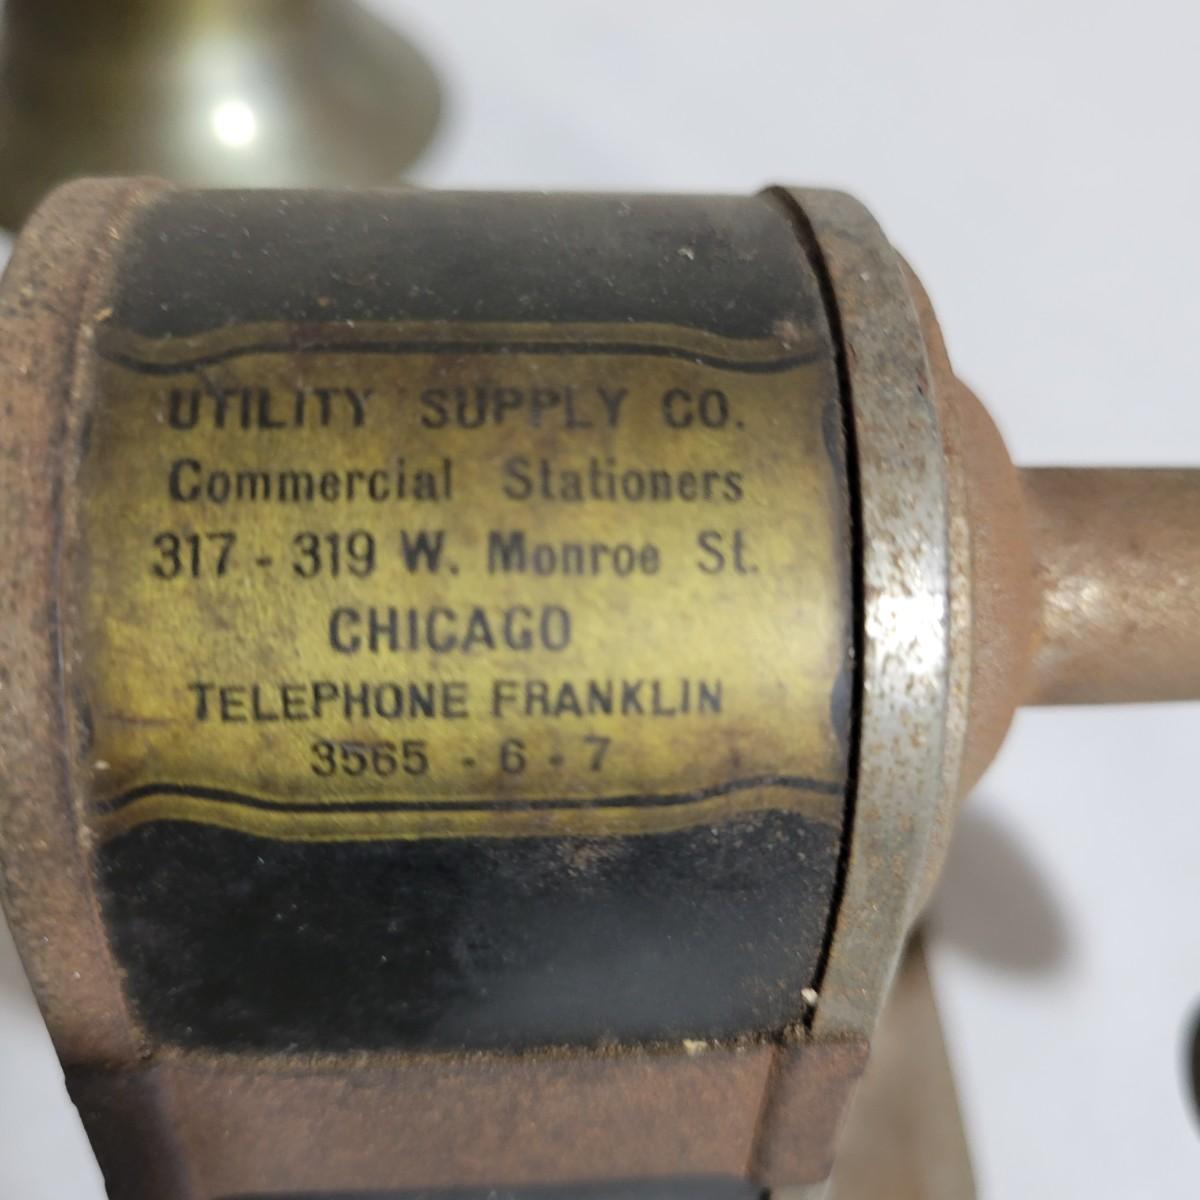 UTILITY SUPPLY CO.
Commercial Stationers
317 - 319 W. Monroe St.
CHICAGO
TELEPHONE FRANKLIN
3565 - 6 - 7